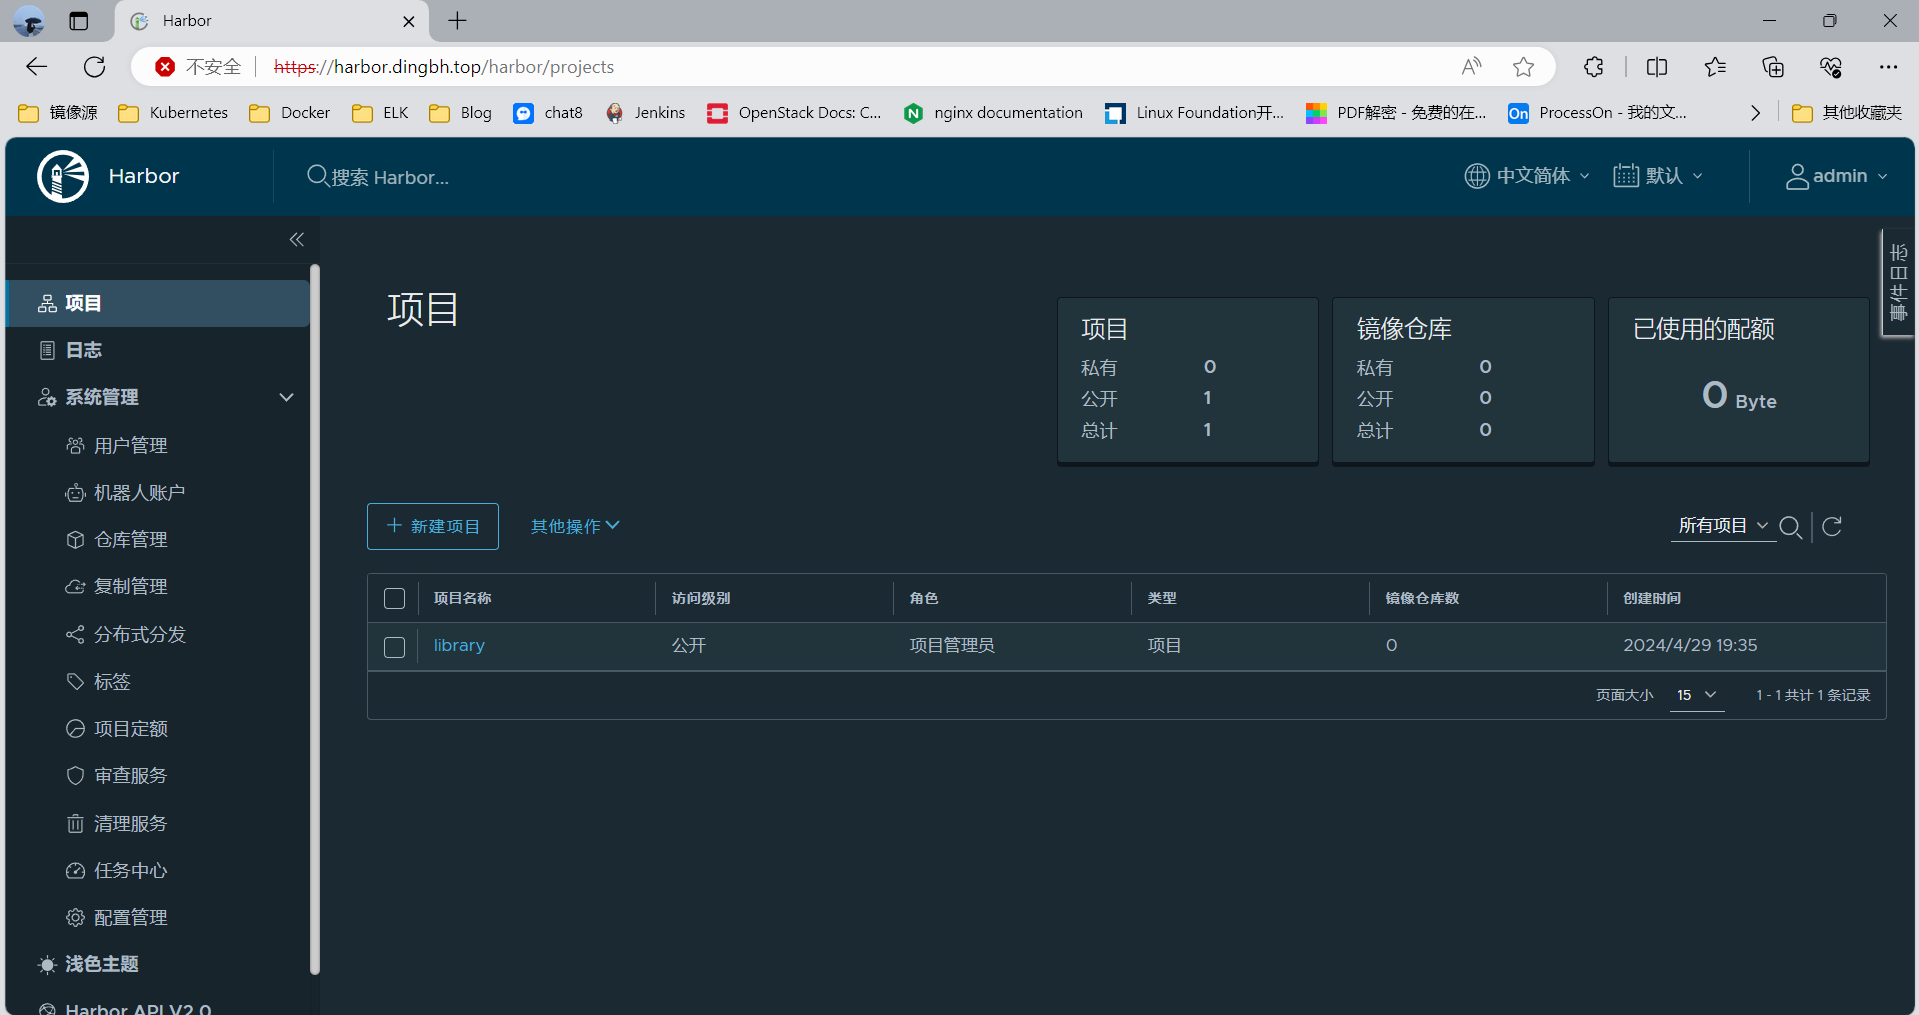 Harbor
不安全 https://harbor.dingbh.top/harbor/projects
镜像源 Kubernetes Docker ELK Blog chat8 Jenkins OpenStack Docs: C... nginx documentation Linux Foundation开... PDF解密 - 免费的在... ProcessOn - 我的文... 其他收藏夹
Harbor 搜索 Harbor... 中文简体 默认 admin
事件日志
项目
日志
系统管理
用户管理
机器人账户
仓库管理
复制管理
分布式分发
标签
项目定额
审查服务
清理服务
任务中心
配置管理
浅色主题
Harbor API V2.0
项目
项目
私有 0
公开 1
总计 1
镜像仓库
私有 0
公开 0
总计 0
已使用的配额
0 Byte
新建项目 其他操作 所有项目
项目名称 访问级别 角色 类型 镜像仓库数 创建时间
library 公开 项目管理员 项目 0 2024/4/29 19:35
页面大小 15 1 - 1 共计 1 条记录